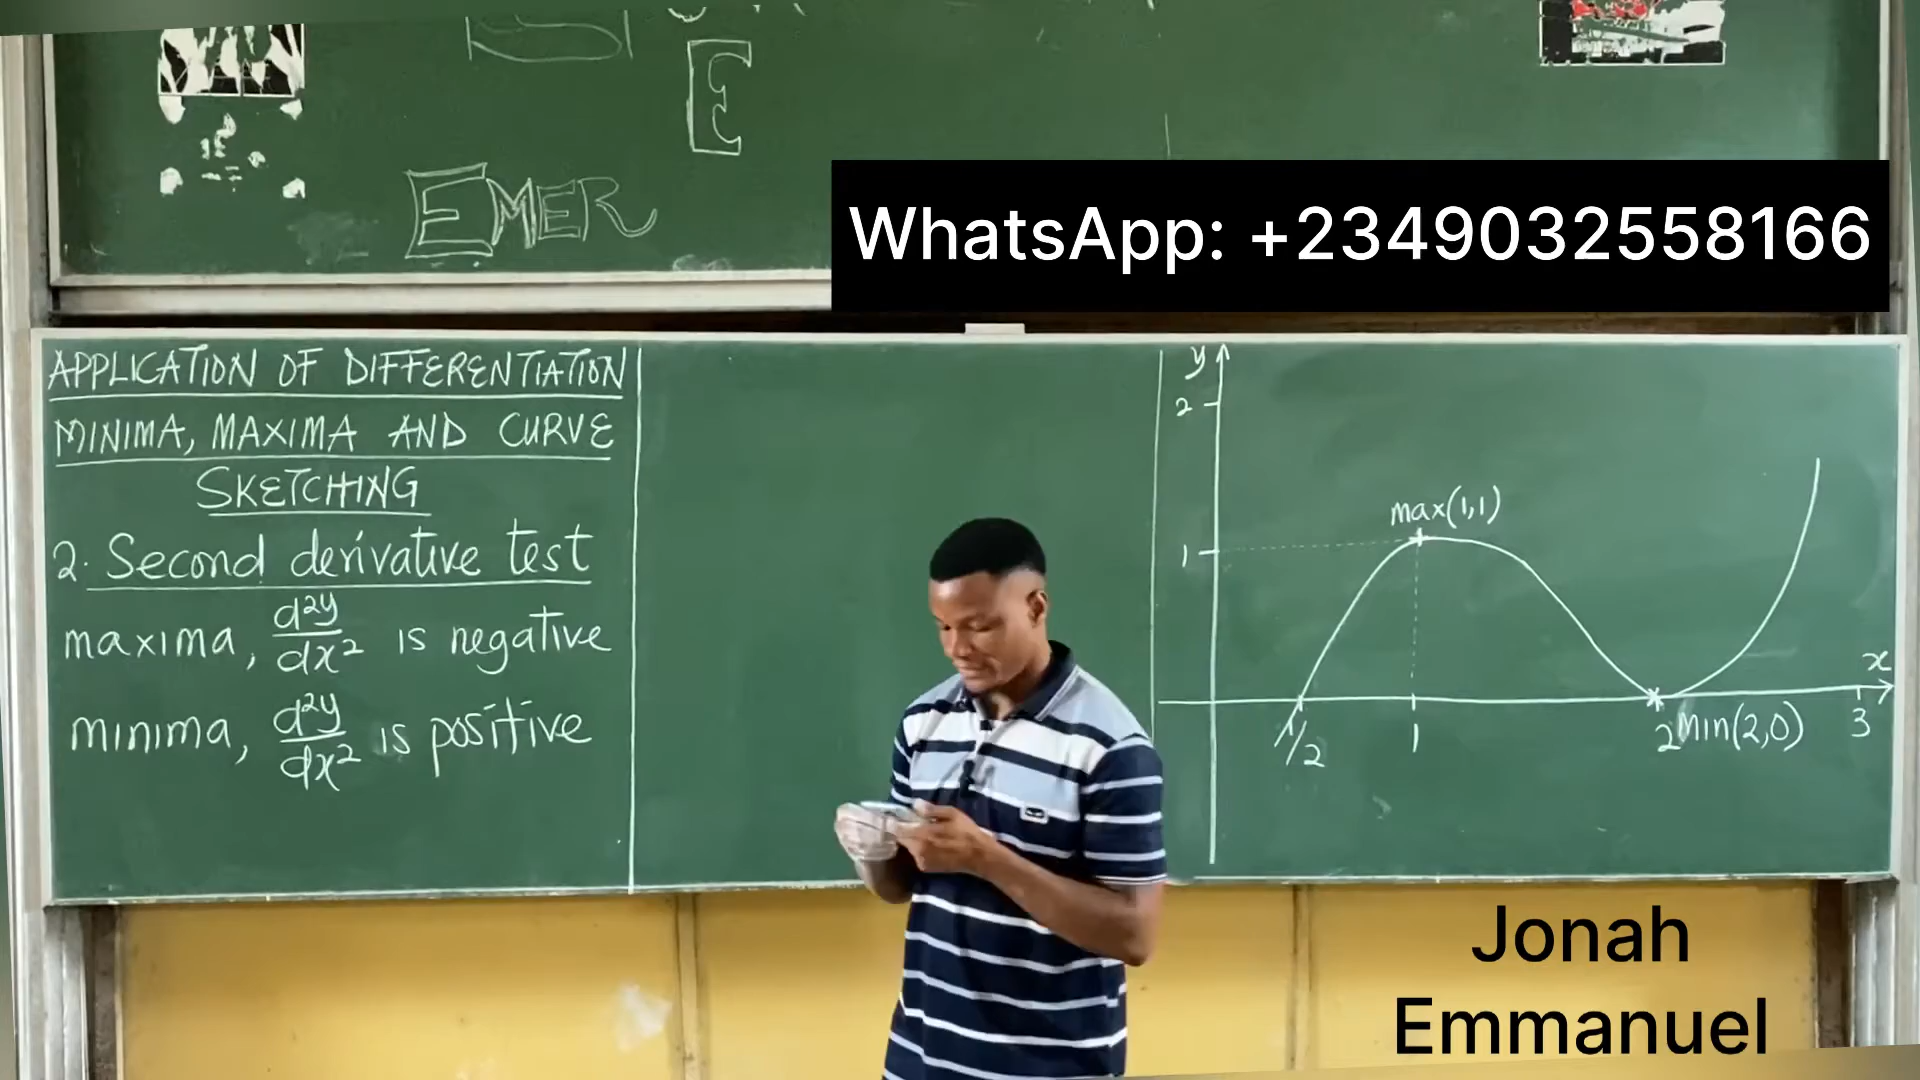 E
EMER
WhatsApp: +2349032558166
APPLICATION OF DIFFERENTIATION
MINIMA, MAXIMA AND CURVE
SKETCHING
2. Second derivative test
maxima, d²y/dx² is negative
minima, d²y/dx² is positive
y
2
max(1,1)
1
x
1/2
1
2
Min(2,0)
3
Jonah
Emmanuel